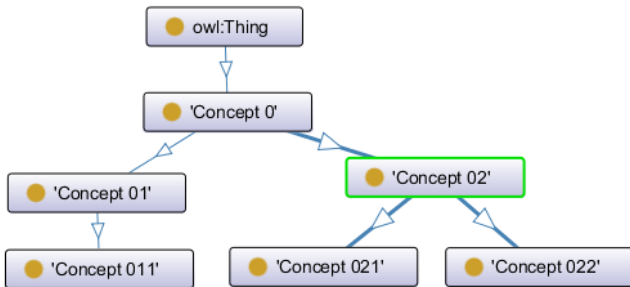 owl:Thing
'Concept 0'
'Concept 01'
'Concept 02'
'Concept 011'
'Concept 021'
'Concept 022'